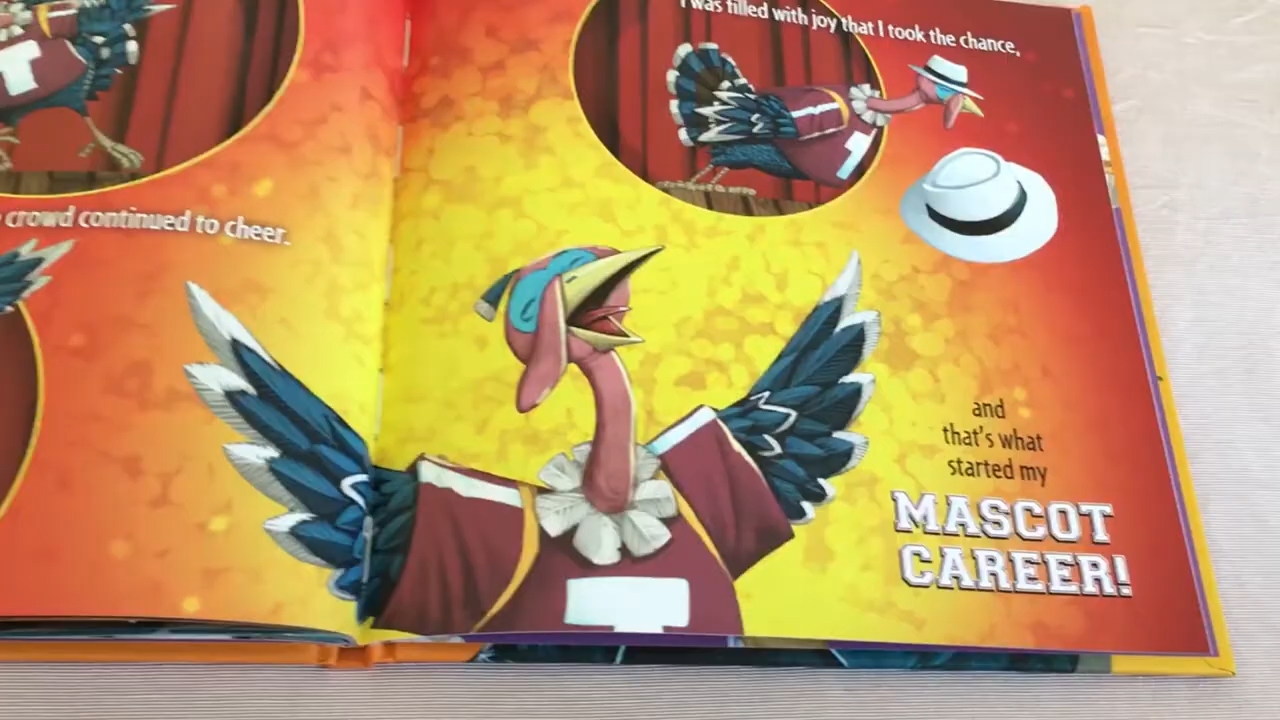 T
crowd continued to cheer.
I was filled with joy that I took the chance,
1
and
that's what
started my
MASCOT
CAREER!